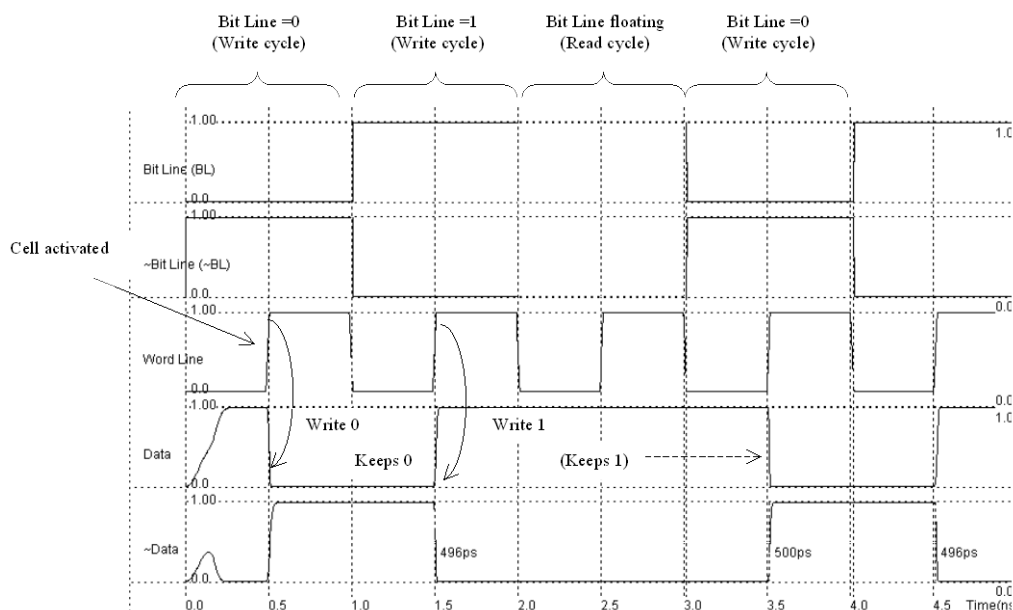 Bit Line =0
(Write cycle)
Bit Line =1
(Write cycle)
Bit Line floating
(Read cycle)
Bit Line =0
(Write cycle)
1.00
1.0
Bit Line (BL)
0.0
1.00
Cell activated
~Bit Line (~BL)
0.0
0.0
1.00
Word Line
0.0
0.0
1.00
1.0
Write 0
Write 1
Data
Keeps 0
(Keeps 1)
0.0
1.00
~Data
496ps
500ps
496ps
0.0
0.0
0.0 0.5 1.0 1.5 2.0 2.5 3.0 3.5 4.0 4.5 Time(ns